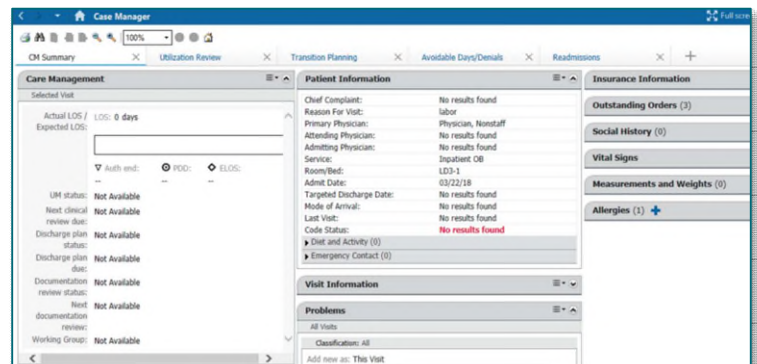 Case Manager
Full scre
100%
CM Summary
Utilization Review
Transition Planning
Avoidable Days/Denials
Readmissions
Care Management
Selected Visit
Actual LOS / Expected LOS:
LOS: 0 days
Auth end: PDD: ELOS:
-- -- --
UM status: Not Available
Next clinical review due: Not Available
Discharge plan status: Not Available
Discharge plan due: Not Available
Documentation review status: Not Available
Next documentation review: Not Available
Working Group: Not Available
Patient Information
Chief Complaint: No results found
Reason For Visit: labor
Primary Physician: Physician, Nonstaff
Attending Physician: No results found
Admitting Physician: No results found
Service: Inpatient OB
Room/Bed: LD3-1
Admit Date: 03/22/18
Targeted Discharge Date: No results found
Mode of Arrival: No results found
Last Visit: No results found
Code Status: No results found
Diet and Activity (0)
Emergency Contact (0)
Visit Information
Problems
All Visits
Classification: All
Add new as: This Visit
Insurance Information
Outstanding Orders (3)
Social History (0)
Vital Signs
Measurements and Weights (0)
Allergies (1)